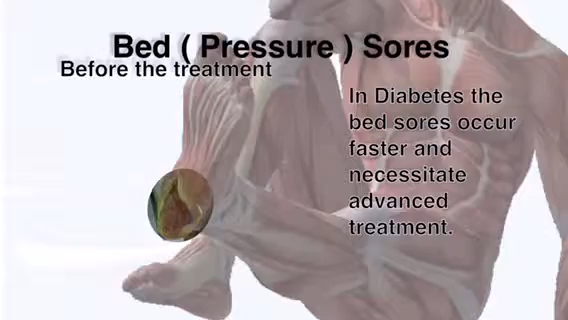 Bed ( Pressure ) Sores
Before the treatment
In Diabetes the
bed sores occur
faster and
necessitate
advanced
treatment.